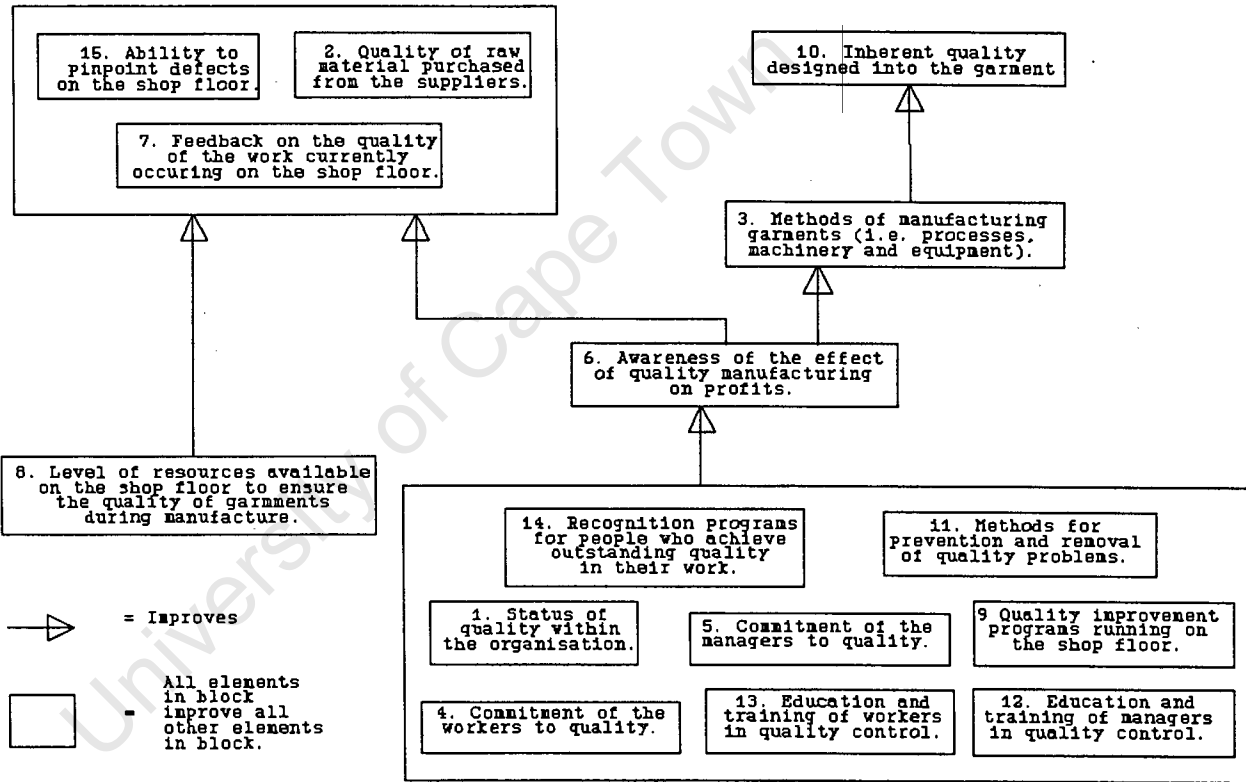 15. Ability to
pinpoint defects
on the shop floor.
2. Quality of raw
material purchased
from the suppliers.
7. Feedback on the quality
of the work currently
occuring on the shop floor.
10. Inherent quality
designed into the garment
3. Methods of manufacturing
garments (i.e. processes,
machinery and equipment).
6. Awareness of the effect
of quality manufacturing
on profits.
8. Level of resources available
on the shop floor to ensure
the quality of garmments
during manufacture.
14. Recognition programs
for people who achieve
outstanding quality
in their work.
11. Methods for
prevention and removal
of quality problems.
1. Status of
quality within
the organisation.
5. Commitment of the
managers to quality.
9 Quality improvement
programs running on
the shop floor.
4. Commitment of the
workers to quality.
13. Education and
training of workers
in quality control.
12. Education and
training of managers
in quality control.
= Improves
= All elements
in block
improve all
other elements
in block.
University of Cape Town